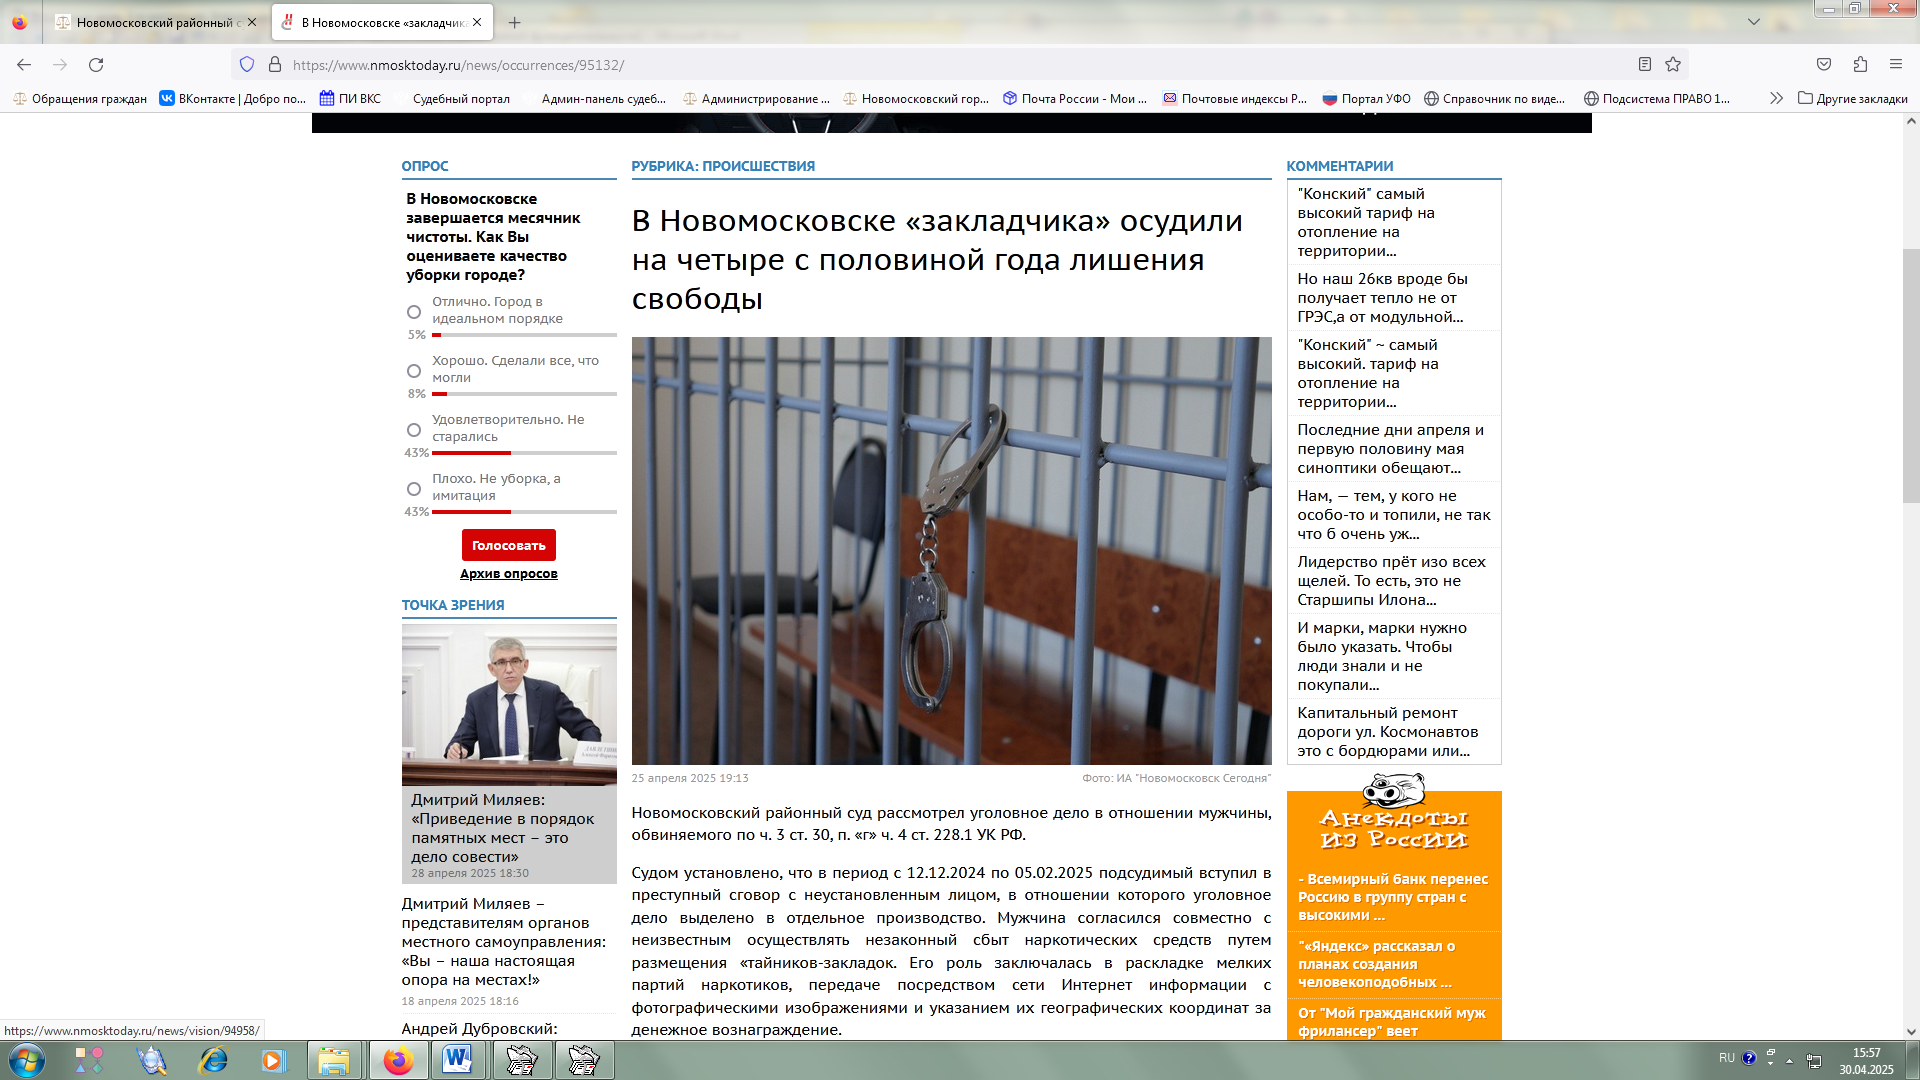 Новомосковский районный с
В Новомосковске «закладчика
https://www.nmosktoday.ru/news/occurrences/95132/
Обращения граждан
ВКонтакте | Добро по...
ПИ ВКС
Судебный портал
Админ-панель судеб...
Администрирование ...
Новомосковский гор...
Почта России - Мои ...
Почтовые индексы Р...
Портал УФО
Справочник по виде...
Подсистема ПРАВО 1...
Другие закладки
ОПРОС
В Новомосковске
завершается месячник
чистоты. Как Вы
оцениваете качество
уборки городе?
Отлично. Город в
идеальном порядке
5%
Хорошо. Сделали все, что
могли
8%
Удовлетворительно. Не
старались
43%
Плохо. Не уборка, а
имитация
43%
Голосовать
Архив опросов
ТОЧКА ЗРЕНИЯ
Дмитрий Миляев:
«Приведение в порядок
памятных мест – это
дело совести»
28 апреля 2025 18:30
Дмитрий Миляев –
представителям органов
местного самоуправления:
«Вы – наша настоящая
опора на местах!»
18 апреля 2025 18:16
Андрей Дубровский:
РУБРИКА: ПРОИСШЕСТВИЯ
В Новомосковске «закладчика» осудили
на четыре с половиной года лишения
свободы
25 апреля 2025 19:13
Фото: ИА "Новомосковск Сегодня"
Новомосковский районный суд рассмотрел уголовное дело в отношении мужчины,
обвиняемого по ч. 3 ст. 30, п. «г» ч. 4 ст. 228.1 УК РФ.
Судом установлено, что в период с 12.12.2024 по 05.02.2025 подсудимый вступил в
преступный сговор с неустановленным лицом, в отношении которого уголовное
дело выделено в отдельное производство. Мужчина согласился совместно с
неизвестным осуществлять незаконный сбыт наркотических средств путем
размещения «тайников-закладок. Его роль заключалась в раскладке мелких
партий наркотиков, передаче посредством сети Интернет информации с
фотографическими изображениями и указанием их географических координат за
денежное вознаграждение.
КОММЕНТАРИИ
"Конский" самый
высокий тариф на
отопление на
территории...
Но наш 26кв вроде бы
получает тепло не от
ГРЭС,а от модульной...
"Конский" ~ самый
высокий. тариф на
отопление на
территории...
Последние дни апреля и
первую половину мая
синоптики обещают...
Нам, — тем, у кого не
особо-то и топили, не так
что б очень уж...
Лидерство прёт изо всех
щелей. То есть, это не
Старшипы Илона...
И марки, марки нужно
было указать. Чтобы
люди знали и не
покупали...
Капитальный ремонт
дороги ул. Космонавтов
это с бордюрами или...
Анекдоты
из России
- Всемирный банк перенес
Россию в группу стран с
высокими ...
"«Яндекс» рассказал о
планах создания
человекоподобных ...
От "Мой гражданский муж
фрилансер" веет
https://www.nmosktoday.ru/news/vision/94958/
RU
15:57
30.04.2025